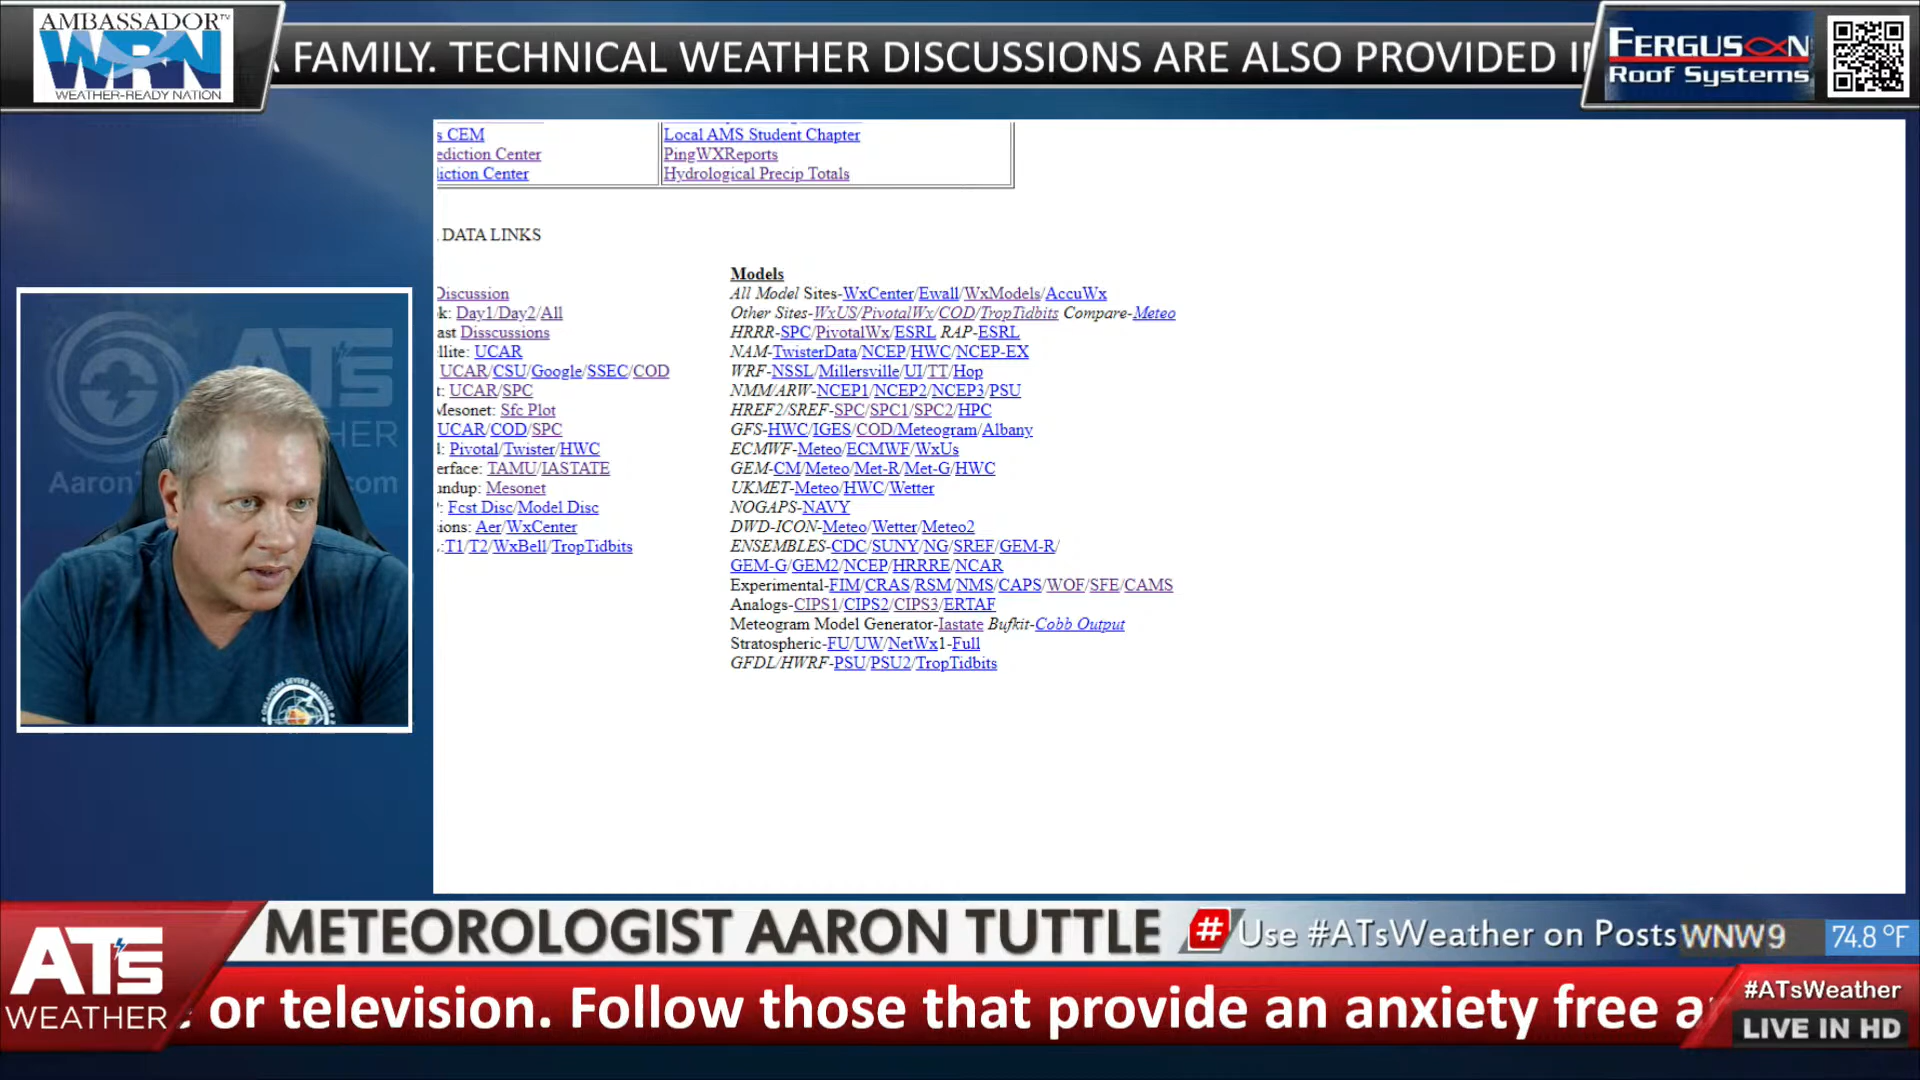 AMBASSADOR TV
WRN
WEATHER-READY NATION
FAMILY. TECHNICAL WEATHER DISCUSSIONS ARE ALSO PROVIDED
FERGUSON
Roof Systems
s CEM
ediction Center
iction Center
Local AMS Student Chapter
PingWXReports
Hydrological Precip Totals
DATA LINKS
Discussion
k: Day1/Day2/All
ast Disscussions
llite: UCAR
UCAR/CSU/Google/SSEC/COD
t: UCAR/SPC
Mesonet: Sfc Plot
UCAR/COD/SPC
: Pivotal/Twister/HWC
erface: TAMU/IASTATE
undup: Mesonet
: Fcst Disc/Model Disc
ions: Aer/WxCenter
:T1/T2/WxBell/TropTidbits
Models
All Model Sites-WxCenter/Ewall/WxModels/AccuWx
Other Sites-WxUS/PivotalWx/COD/TropTidbits Compare-Meteo
HRRR-SPC/PivotalWx/ESRL RAP-ESRL
NAM-TwisterData/NCEP/HWC/NCEP-EX
WRF-NSSL/Millersville/UI/TT/Hop
NMM/ARW-NCEP1/NCEP2/NCEP3/PSU
HREF2/SREF-SPC/SPC1/SPC2/HPC
GFS-HWC/IGES/COD/Meteogram/Albany
ECMWF-Meteo/ECMWF/WxUs
GEM-CM/Meteo/Met-R/Met-G/HWC
UKMET-Meteo/HWC/Wetter
NOGAPS-NAVY
DWD-ICON-Meteo/Wetter/Meteo2
ENSEMBLES-CDC/SUNY/NG/SREF/GEM-R/
GEM-G/GEM2/NCEP/HRRRE/NCAR
Experimental-FIM/CRAS/RSM/NMS/CAPS/WOF/SFE/CAMS
Analogs-CIPS1/CIPS2/CIPS3/ERTAF
Meteogram Model Generator-Iastate Bufkit-Cobb Output
Stratospheric-FU/UW/NetWx1-Full
GFDL/HWRF-PSU/PSU2/TropTidbits
ATs
WEATHER
METEOROLOGIST AARON TUTTLE
# Use #ATsWeather on Posts
WNW9
74.8 °F
ATs
WEATHER
or television. Follow those that provide an anxiety free a
#ATsWeather
LIVE IN HD